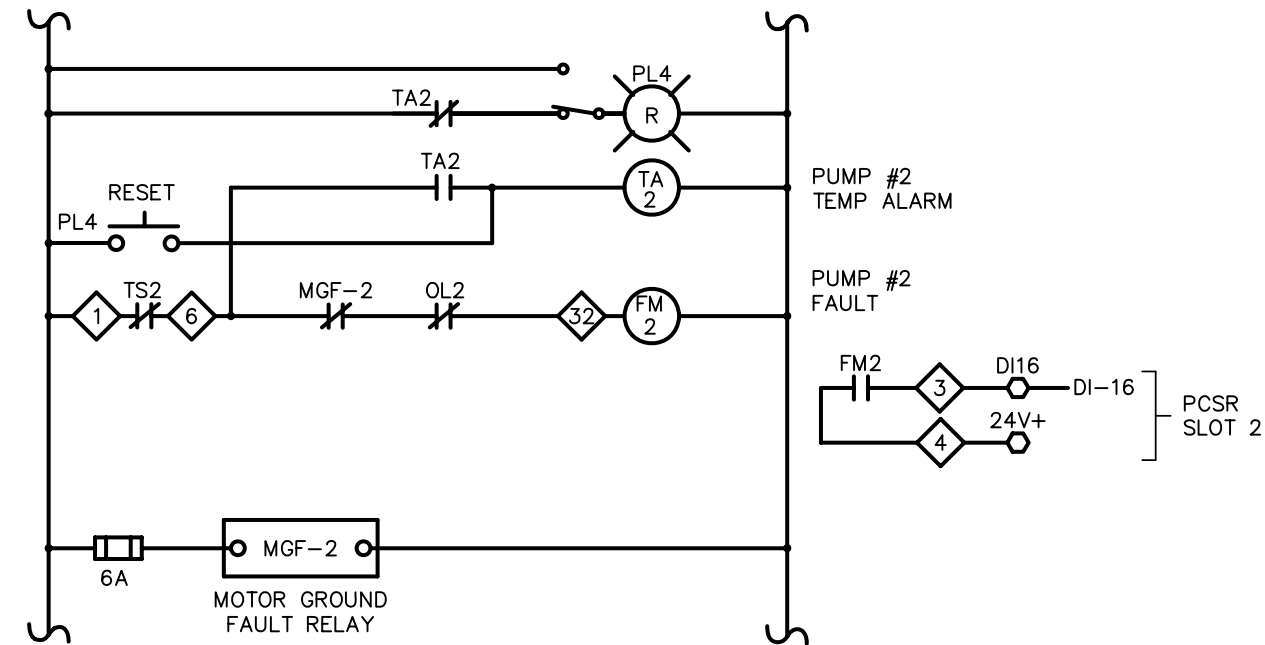 PL4
TA2
R
TA2
TA
2
PUMP #2
TEMP ALARM
RESET
PL4
PUMP #2
FAULT
1
TS2
6
MGF-2
OL2
32
FM
2
FM2
3
DI16
DI-16
PCSR
SLOT 2
4
24V+
6A
MGF-2
MOTOR GROUND
FAULT RELAY